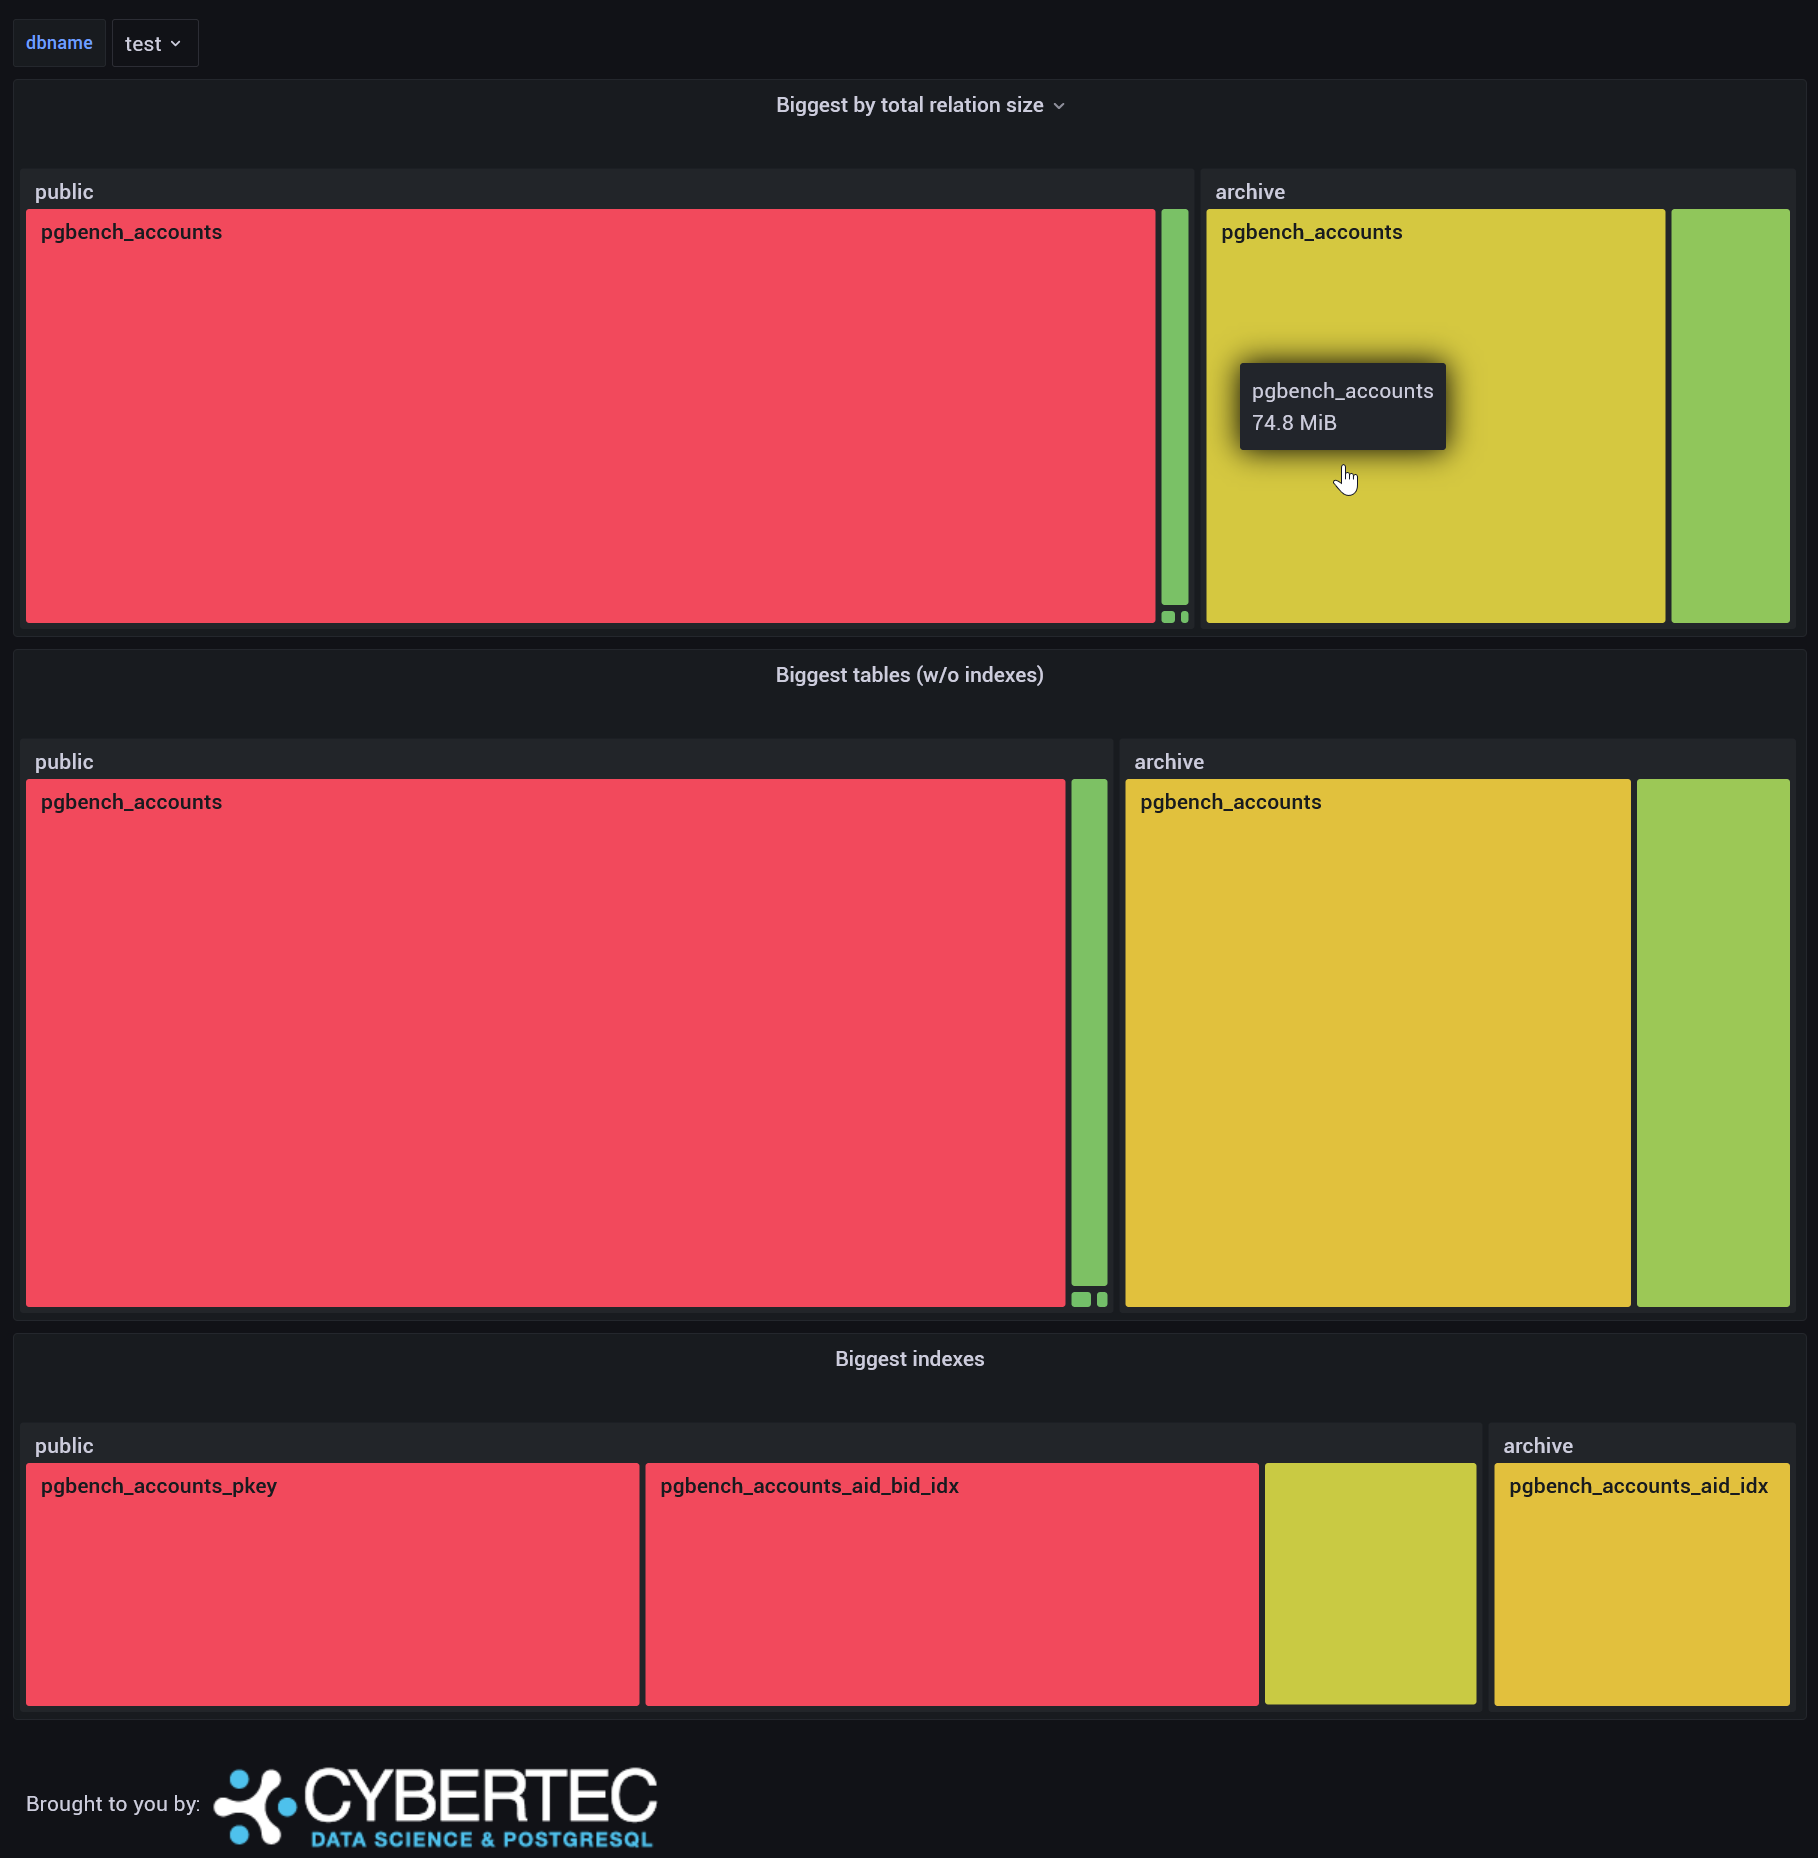 dbname test
Biggest by total relation size
public
archive
pgbench_accounts
pgbench_accounts
pgbench_accounts
74.8 MiB
Biggest tables (w/o indexes)
public
archive
pgbench_accounts
pgbench_accounts
Biggest indexes
public
archive
pgbench_accounts_pkey
pgbench_accounts_aid_bid_idx
pgbench_accounts_aid_idx
Brought to you by:
CYBERTEC
DATA SCIENCE & POSTGRESQL